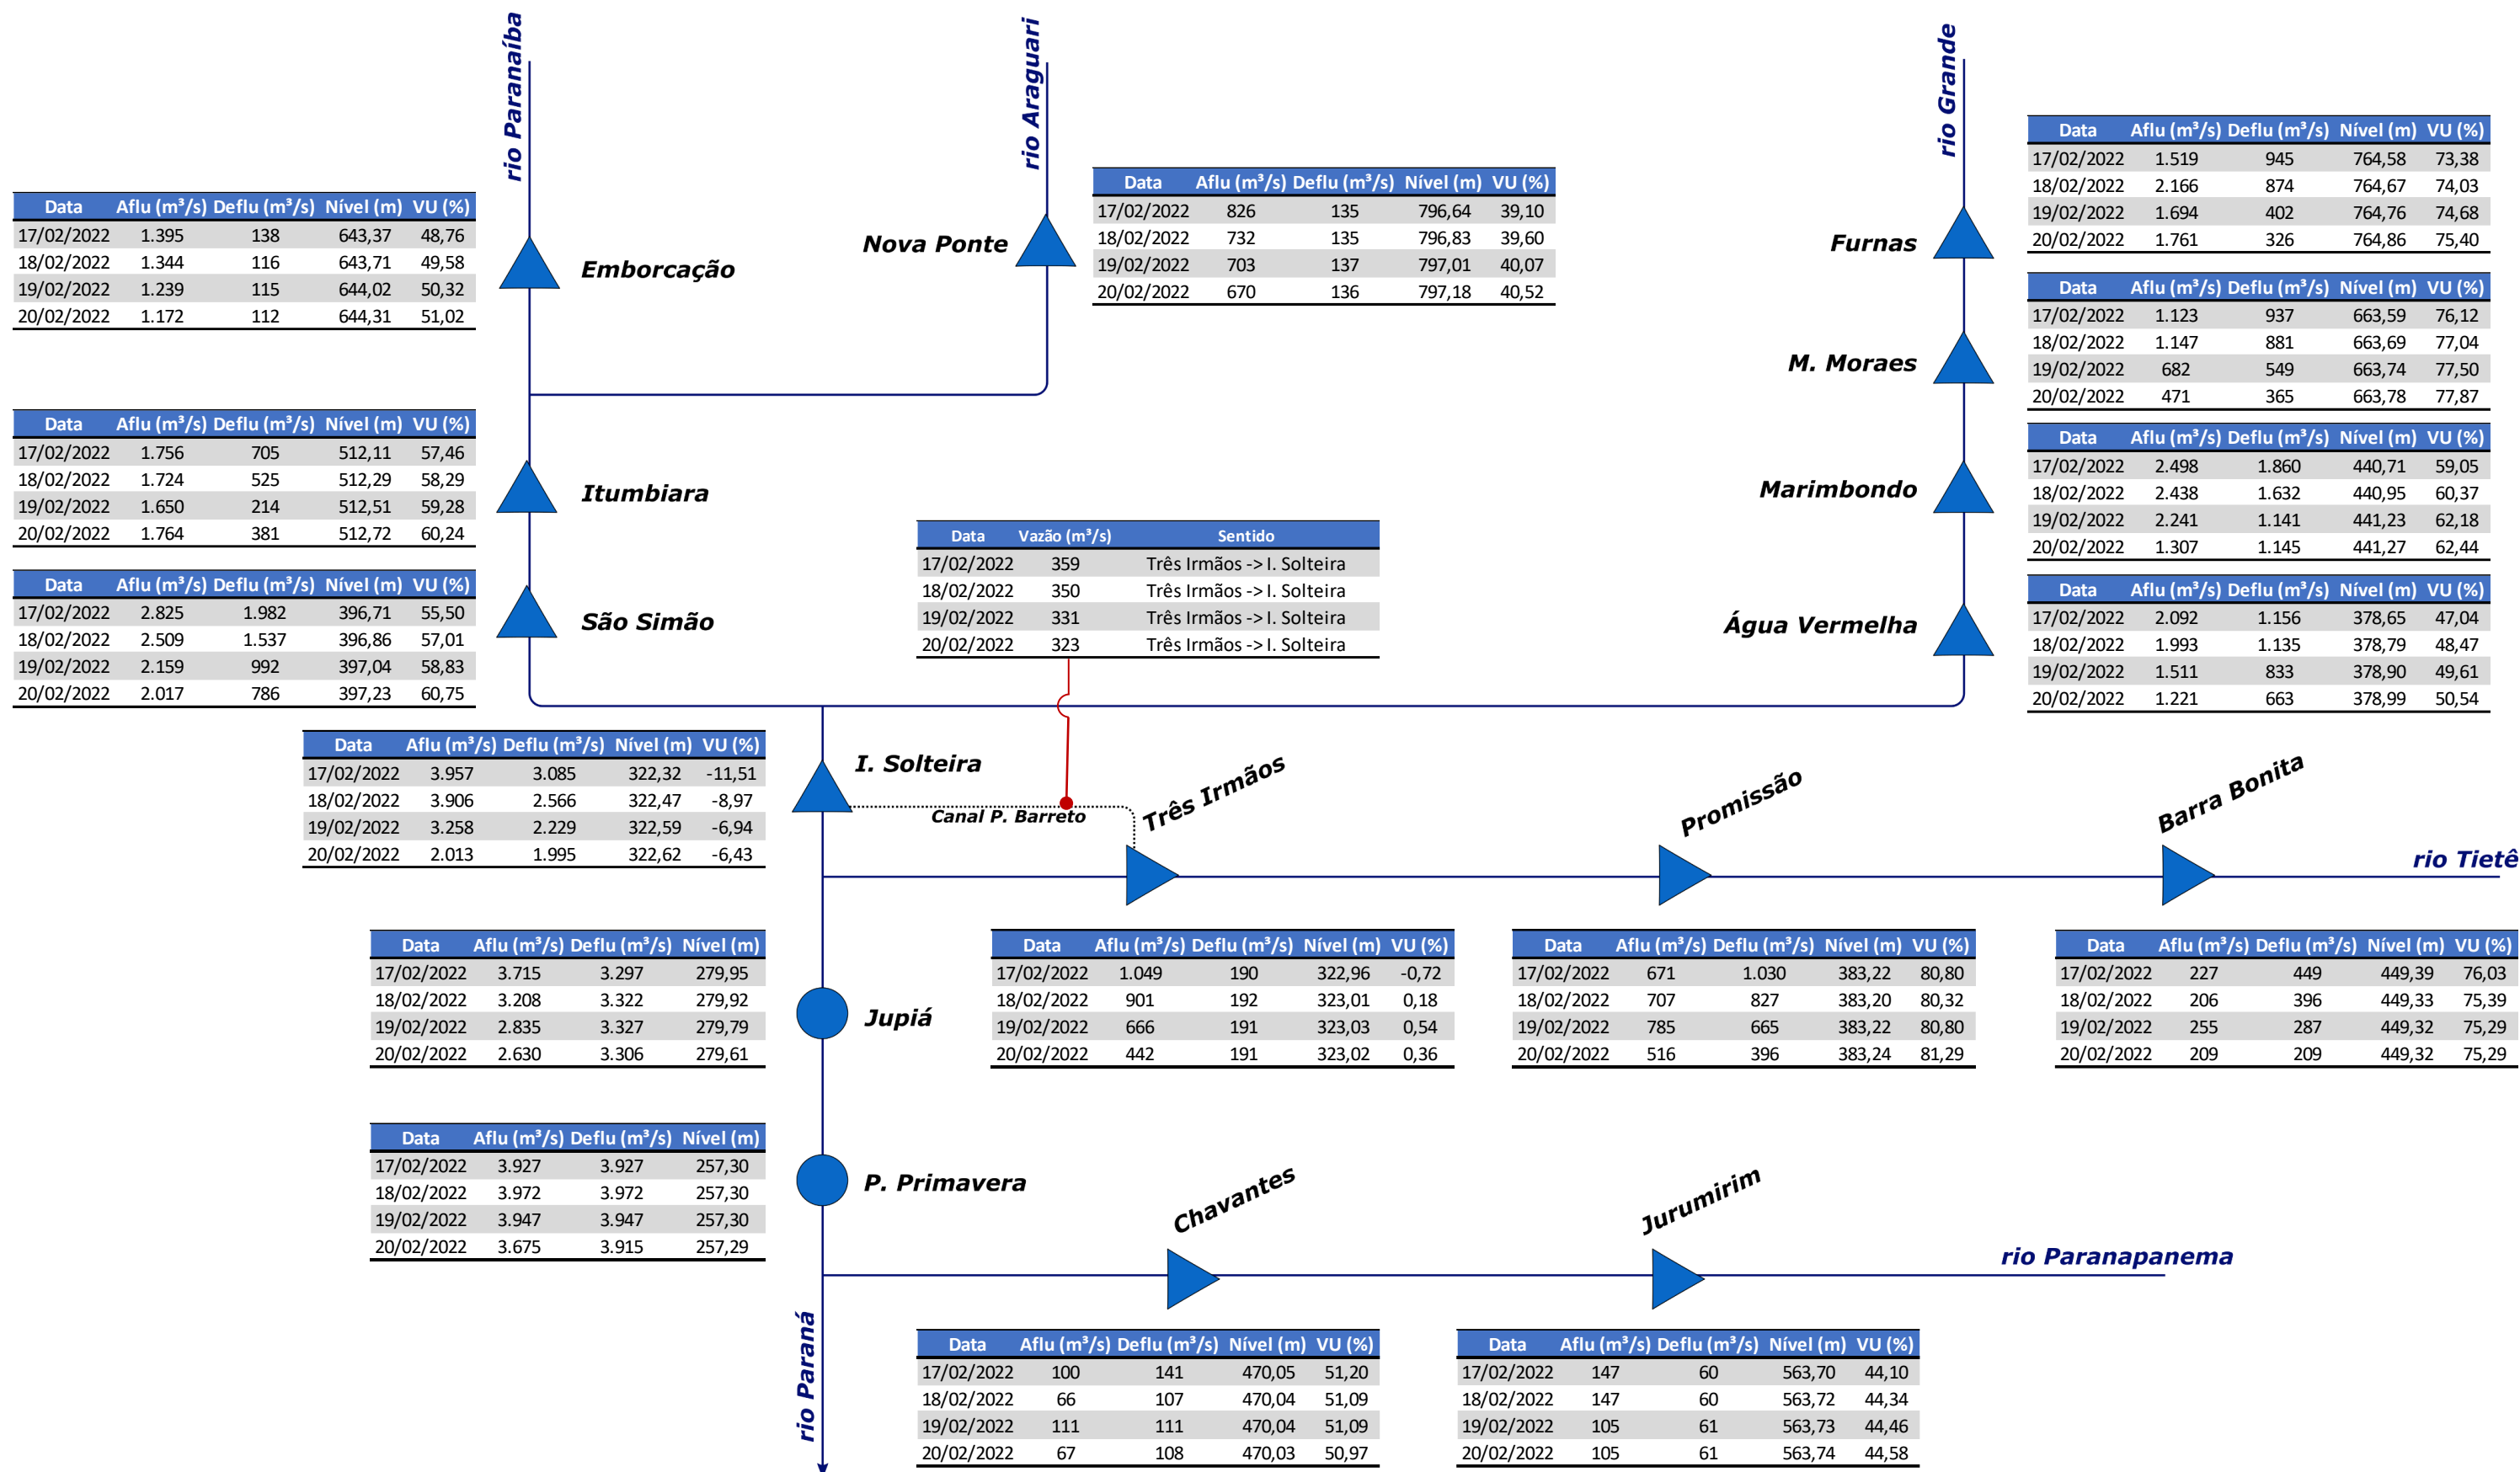 rio Paranaíba
rio Araguari
rio Grande
Data Aflu (m³/s) Deflu (m³/s) Nível (m) VU (%)
17/02/2022 1.519 945 764,58 73,38
18/02/2022 2.166 874 764,67 74,03
19/02/2022 1.694 402 764,76 74,68
20/02/2022 1.761 326 764,86 75,40
Furnas
Data Aflu (m³/s) Deflu (m³/s) Nível (m) VU (%)
17/02/2022 826 135 796,64 39,10
18/02/2022 732 135 796,83 39,60
19/02/2022 703 137 797,01 40,07
20/02/2022 670 136 797,18 40,52
Nova Ponte
Data Aflu (m³/s) Deflu (m³/s) Nível (m) VU (%)
17/02/2022 1.395 138 643,37 48,76
18/02/2022 1.344 116 643,71 49,58
19/02/2022 1.239 115 644,02 50,32
20/02/2022 1.172 112 644,31 51,02
Emborcação
Data Aflu (m³/s) Deflu (m³/s) Nível (m) VU (%)
17/02/2022 1.123 937 663,59 76,12
18/02/2022 1.147 881 663,69 77,04
19/02/2022 682 549 663,74 77,50
20/02/2022 471 365 663,78 77,87
M. Moraes
Data Aflu (m³/s) Deflu (m³/s) Nível (m) VU (%)
17/02/2022 1.756 705 512,11 57,46
18/02/2022 1.724 525 512,29 58,29
19/02/2022 1.650 214 512,51 59,28
20/02/2022 1.764 381 512,72 60,24
Itumbiara
Data Aflu (m³/s) Deflu (m³/s) Nível (m) VU (%)
17/02/2022 2.498 1.860 440,71 59,05
18/02/2022 2.438 1.632 440,95 60,37
19/02/2022 2.241 1.141 441,23 62,18
20/02/2022 1.307 1.145 441,27 62,44
Marimbondo
Data Vazão (m³/s) Sentido
17/02/2022 359 Três Irmãos -> I. Solteira
18/02/2022 350 Três Irmãos -> I. Solteira
19/02/2022 331 Três Irmãos -> I. Solteira
20/02/2022 323 Três Irmãos -> I. Solteira
Data Aflu (m³/s) Deflu (m³/s) Nível (m) VU (%)
17/02/2022 2.825 1.982 396,71 55,50
18/02/2022 2.509 1.537 396,86 57,01
19/02/2022 2.159 992 397,04 58,83
20/02/2022 2.017 786 397,23 60,75
São Simão
Data Aflu (m³/s) Deflu (m³/s) Nível (m) VU (%)
17/02/2022 2.092 1.156 378,65 47,04
18/02/2022 1.993 1.135 378,79 48,47
19/02/2022 1.511 833 378,90 49,61
20/02/2022 1.221 663 378,99 50,54
Água Vermelha
Data Aflu (m³/s) Deflu (m³/s) Nível (m) VU (%)
17/02/2022 3.957 3.085 322,32 -11,51
18/02/2022 3.906 2.566 322,47 -8,97
19/02/2022 3.258 2.229 322,59 -6,94
20/02/2022 2.013 1.995 322,62 -6,43
I. Solteira
Canal P. Barreto
Três Irmãos
Promissão
Barra Bonita
rio Tietê
Data Aflu (m³/s) Deflu (m³/s) Nível (m)
17/02/2022 3.715 3.297 279,95
18/02/2022 3.208 3.322 279,92
19/02/2022 2.835 3.327 279,79
20/02/2022 2.630 3.306 279,61
Jupiá
Data Aflu (m³/s) Deflu (m³/s) Nível (m) VU (%)
17/02/2022 1.049 190 322,96 -0,72
18/02/2022 901 192 323,01 0,18
19/02/2022 666 191 323,03 0,54
20/02/2022 442 191 323,02 0,36
Data Aflu (m³/s) Deflu (m³/s) Nível (m) VU (%)
17/02/2022 671 1.030 383,22 80,80
18/02/2022 707 827 383,20 80,32
19/02/2022 785 665 383,22 80,80
20/02/2022 516 396 383,24 81,29
Data Aflu (m³/s) Deflu (m³/s) Nível (m) VU (%)
17/02/2022 227 449 449,39 76,03
18/02/2022 206 396 449,33 75,39
19/02/2022 255 287 449,32 75,29
20/02/2022 209 209 449,32 75,29
Data Aflu (m³/s) Deflu (m³/s) Nível (m)
17/02/2022 3.927 3.927 257,30
18/02/2022 3.972 3.972 257,30
19/02/2022 3.947 3.947 257,30
20/02/2022 3.675 3.915 257,29
P. Primavera
Chavantes
Jurumirim
rio Paranapanema
rio Paraná
Data Aflu (m³/s) Deflu (m³/s) Nível (m) VU (%)
17/02/2022 100 141 470,05 51,20
18/02/2022 66 107 470,04 51,09
19/02/2022 111 111 470,04 51,09
20/02/2022 67 108 470,03 50,97
Data Aflu (m³/s) Deflu (m³/s) Nível (m) VU (%)
17/02/2022 147 60 563,70 44,10
18/02/2022 147 60 563,72 44,34
19/02/2022 105 61 563,73 44,46
20/02/2022 105 61 563,74 44,58